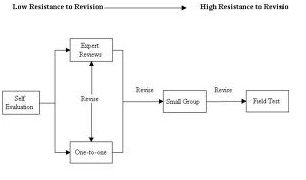 Low Resistance to Revision
High Resistance to Revisio
Expert
Reviews
Self
Evaluation
Revise
Revise
Small Group
Revise
Field Test
One-to-one